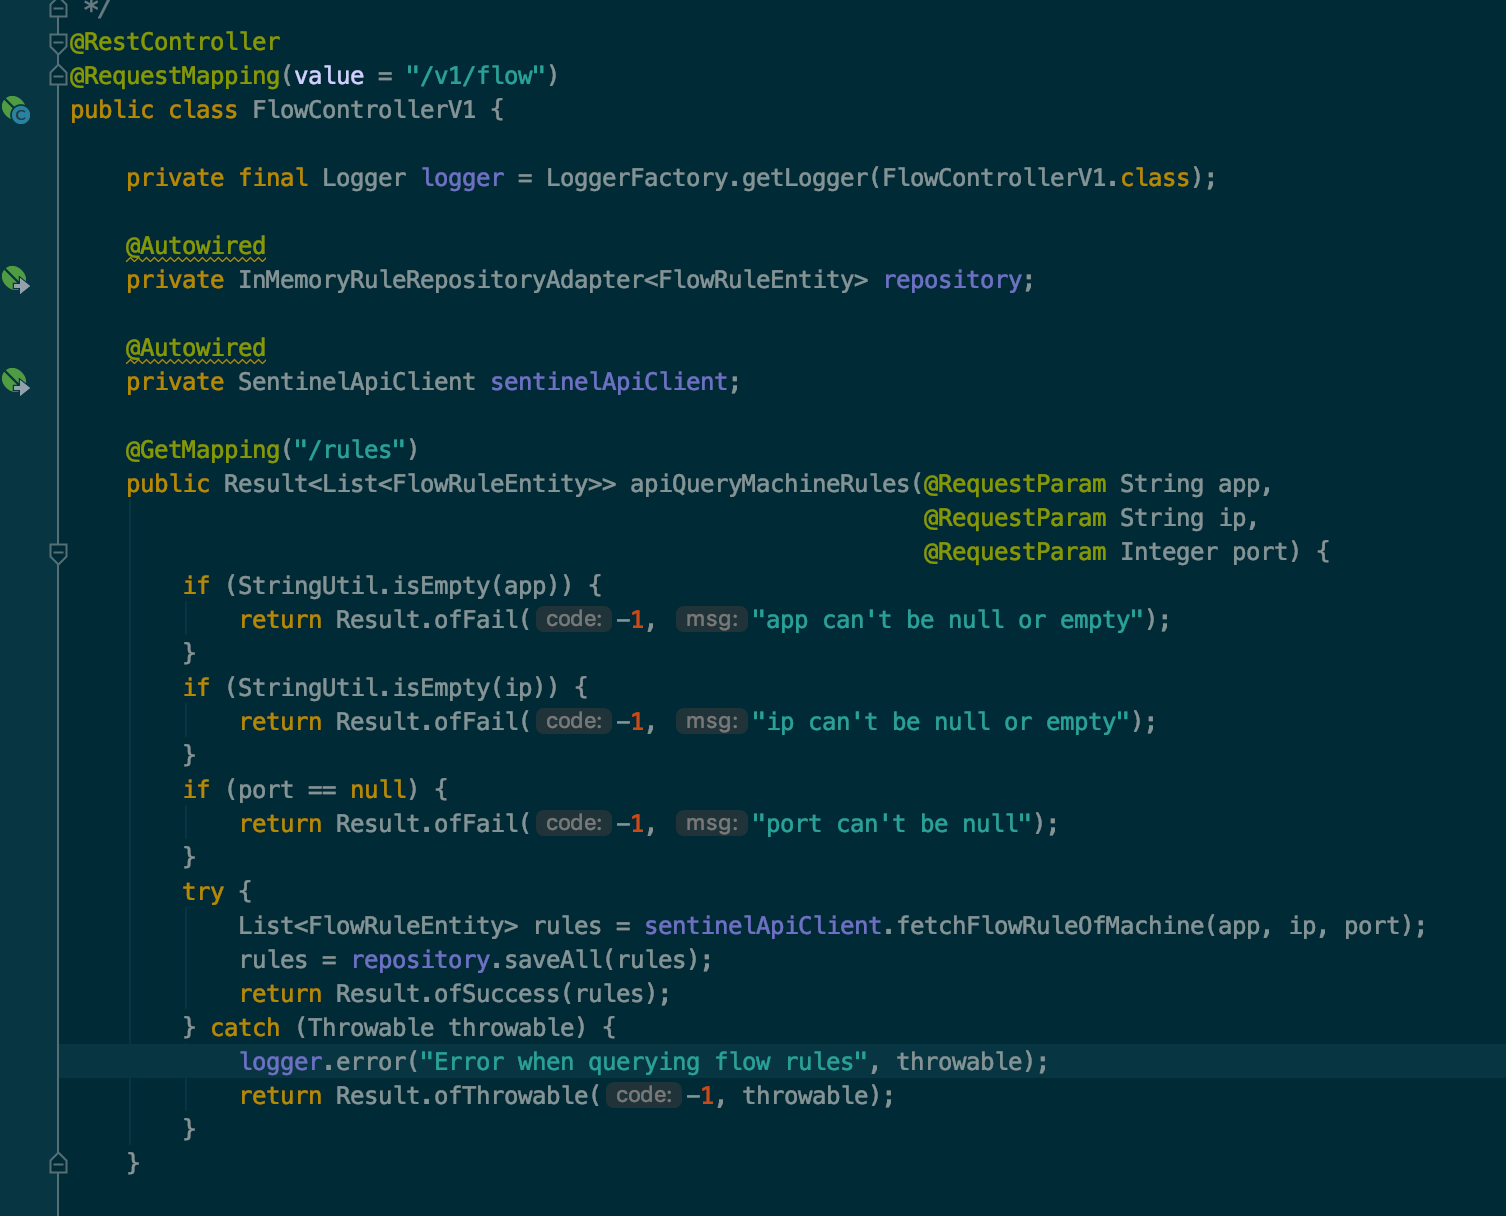 */
@RestController
@RequestMapping(value = "/v1/flow")
public class FlowControllerV1 {
private final Logger logger = LoggerFactory.getLogger(FlowControllerV1.class);
@Autowired
private InMemoryRuleRepositoryAdapter<FlowRuleEntity> repository;
@Autowired
private SentinelApiClient sentinelApiClient;
@GetMapping("/rules")
public Result<List<FlowRuleEntity>> apiQueryMachineRules(@RequestParam String app,
@RequestParam String ip,
@RequestParam Integer port) {
if (StringUtil.isEmpty(app)) {
return Result.ofFail( code: -1, msg: "app can't be null or empty");
}
if (StringUtil.isEmpty(ip)) {
return Result.ofFail( code: -1, msg: "ip can't be null or empty");
}
if (port == null) {
return Result.ofFail( code: -1, msg: "port can't be null");
}
try {
List<FlowRuleEntity> rules = sentinelApiClient.fetchFlowRuleOfMachine(app, ip, port);
rules = repository.saveAll(rules);
return Result.ofSuccess(rules);
} catch (Throwable throwable) {
logger.error("Error when querying flow rules", throwable);
return Result.ofThrowable( code: -1, throwable);
}
}